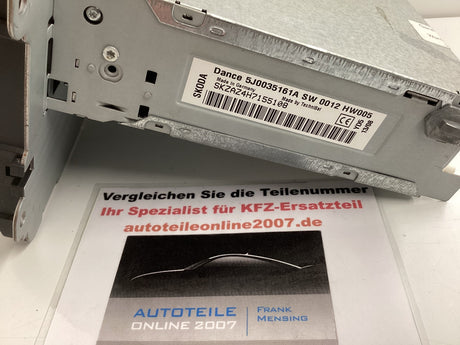 SKODA
Dance 5J0035161A SW 0012 HW005
Made in Germany
Made by Technisat
SKZAZ4H7155108
Vergleichen Sie die Teilenummer
Ihr Spezialist für KFZ-Ersatzteil
autoteileonline2007.de
AUTOTEILE
ONLINE 2007
FRANK
MENSING